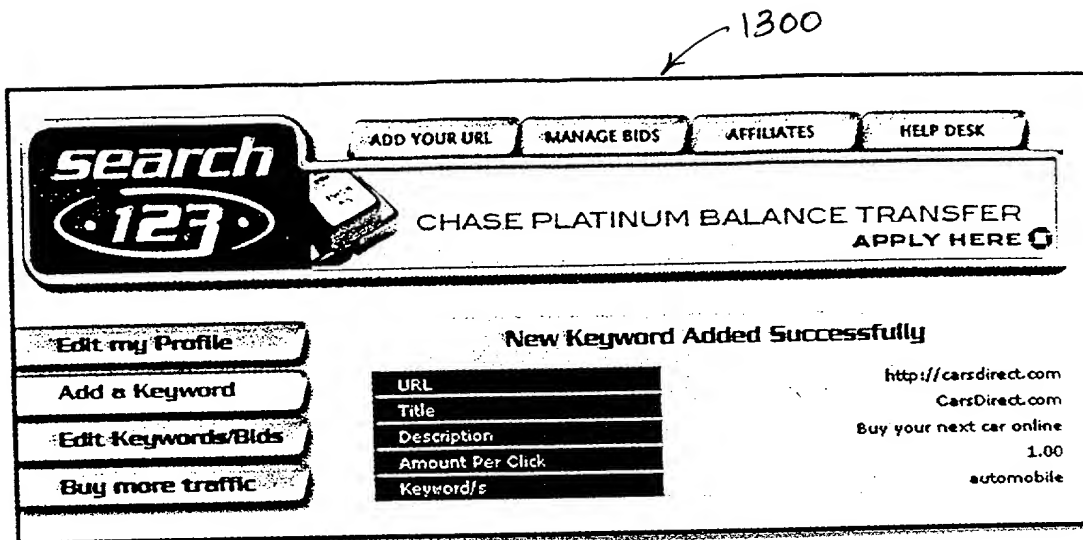 1300
ADD YOUR URL MANAGE BIDS AFFILIATES HELP DESK
search
123
CHASE PLATINUM BALANCE TRANSFER
APPLY HERE
Edit my Profile
Add a Keyword
Edit Keywords/Bids
Buy more traffic
New Keyword Added Successfully
URL http://carsdirect.com
Title CarsDirect.com
Description Buy your next car online
Amount Per Click 1.00
Keyword/s automobile